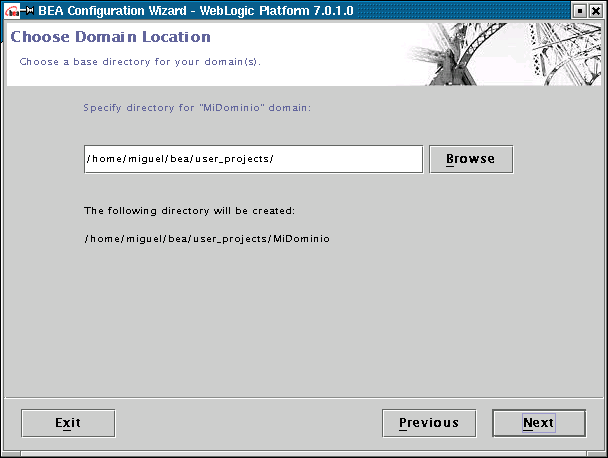 BEA Configuration Wizard - WebLogic Platform 7.0.1.0
Choose Domain Location
Choose a base directory for your domain(s).
Specify directory for "MiDominio" domain:
/home/miguel/bea/user_projects/
Browse
The following directory will be created:
/home/miguel/bea/user_projects/MiDominio
Exit
Previous
Next